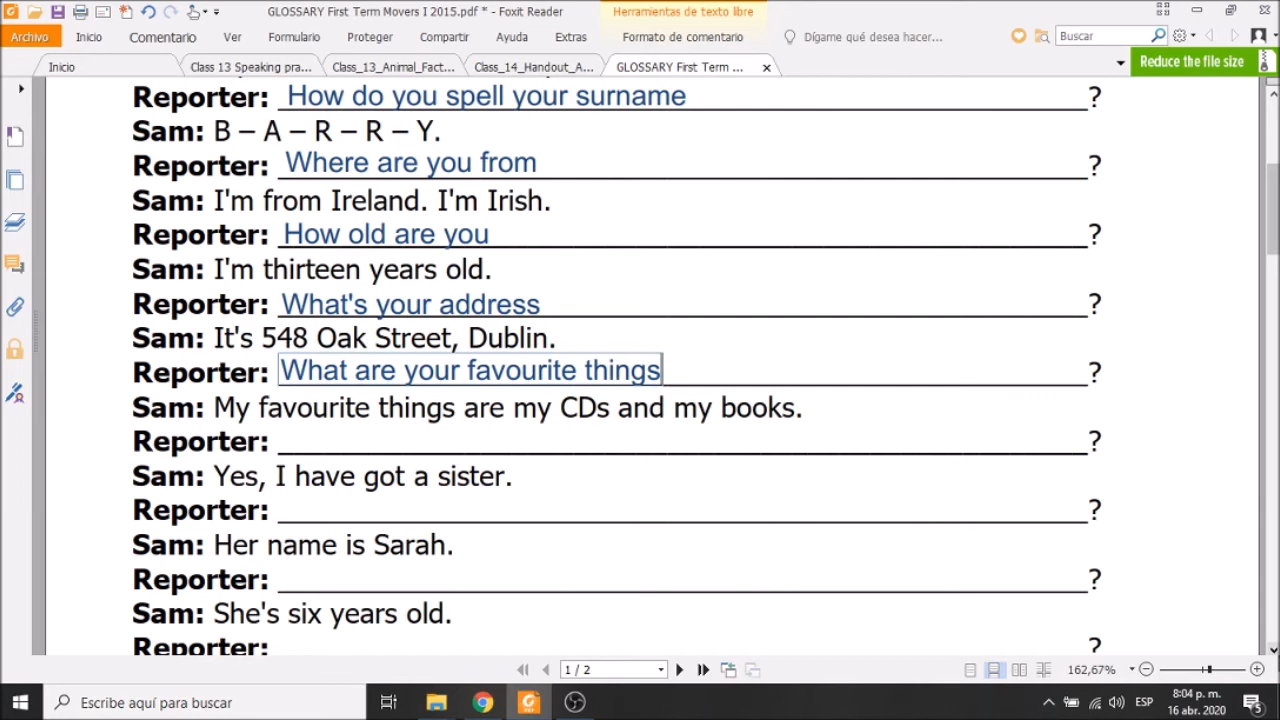 GLOSSARY First Term Movers I 2015.pdf * - Foxit Reader
Herramientas de texto libre
Archivo
Inicio
Comentario
Ver
Formulario
Proteger
Compartir
Ayuda
Extras
Formato de comentario
Dígame qué desea hacer...
Buscar
Inicio
Class 13 Speaking pra...
Class_13_Animal_Fact...
Class_14_Handout_A...
GLOSSARY First Term ...
Reduce the file size
Reporter: How do you spell your surname ?
Sam: B – A – R – R – Y.
Reporter: Where are you from ?
Sam: I'm from Ireland. I'm Irish.
Reporter: How old are you ?
Sam: I'm thirteen years old.
Reporter: What's your address ?
Sam: It's 548 Oak Street, Dublin.
Reporter: What are your favourite things ?
Sam: My favourite things are my CDs and my books.
Reporter: ?
Sam: Yes, I have got a sister.
Reporter: ?
Sam: Her name is Sarah.
Reporter: ?
Sam: She's six years old.
Reporter: ?
1 / 2
162,67%
Escribe aquí para buscar
ESP
8:04 p. m.
16 abr. 2020
5